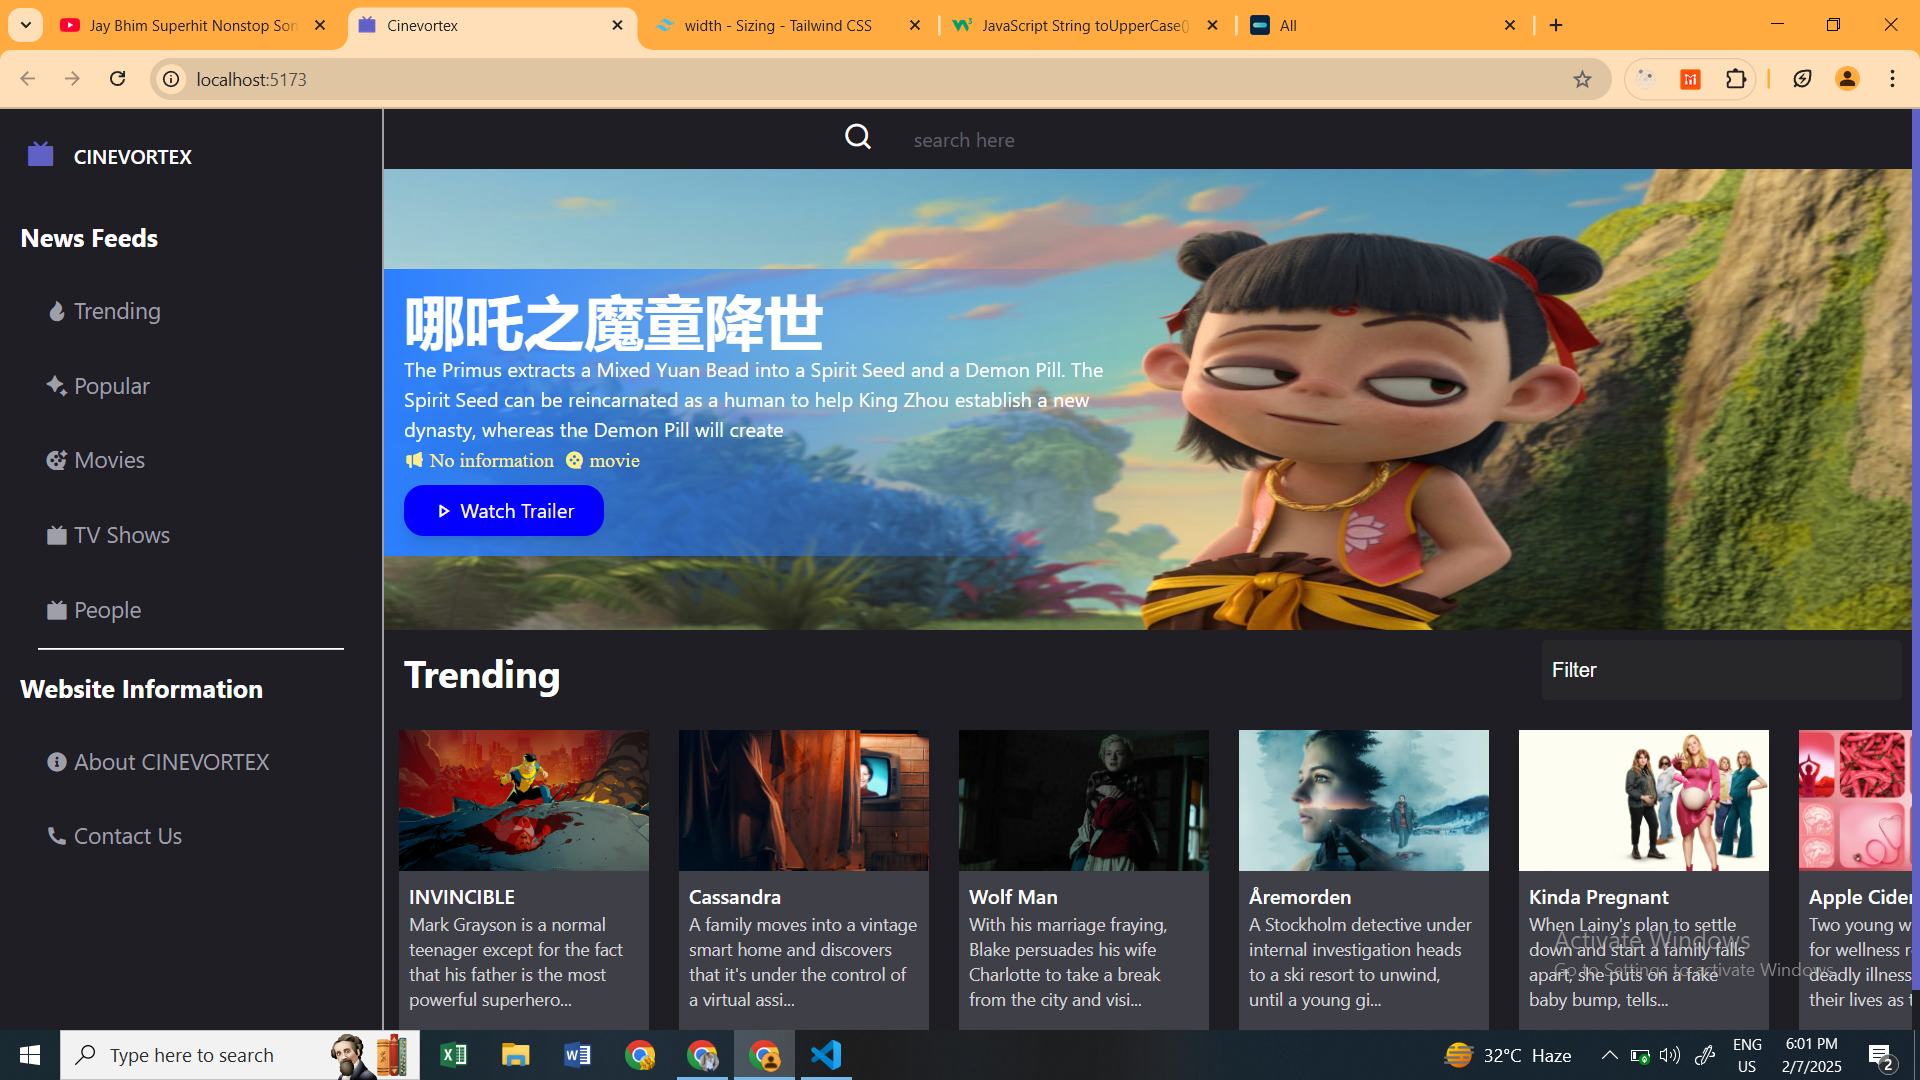 Jay Bhim Superhit Nonstop Son
Cinevortex
width - Sizing - Tailwind CSS
JavaScript String toUpperCase()
All
localhost:5173
CINEVORTEX
search here
News Feeds
Trending
Popular
Movies
TV Shows
People
Website Information
About CINEVORTEX
Contact Us
哪吒之魔童降世
The Primus extracts a Mixed Yuan Bead into a Spirit Seed and a Demon Pill. The
Spirit Seed can be reincarnated as a human to help King Zhou establish a new
dynasty, whereas the Demon Pill will create
No information movie
Watch Trailer
Trending
Filter
INVINCIBLE
Mark Grayson is a normal
teenager except for the fact
that his father is the most
powerful superhero...
Cassandra
A family moves into a vintage
smart home and discovers
that it's under the control of
a virtual assi...
Wolf Man
With his marriage fraying,
Blake persuades his wife
Charlotte to take a break
from the city and visi...
Åremorden
A Stockholm detective under
internal investigation heads
to a ski resort to unwind,
until a young gi...
Kinda Pregnant
When Lainy's plan to settle
down and start a family falls
apart, she puts on a fake
baby bump, tells...
Apple Cider
Two young w
for wellness r
deadly illness
their lives as t
Activate Windows
Go to Settings to activate Windows.
Type here to search
32°C Haze
ENG
US
6:01 PM
2/7/2025
2